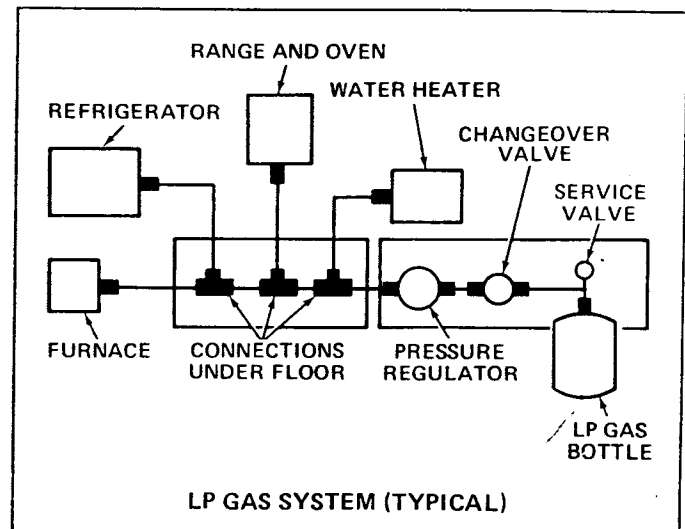 RANGE AND OVEN
WATER HEATER
REFRIGERATOR
CHANGEOVER
VALVE
SERVICE
VALVE
FURNACE
CONNECTIONS
UNDER FLOOR
PRESSURE
REGULATOR
LP GAS
BOTTLE
LP GAS SYSTEM (TYPICAL)